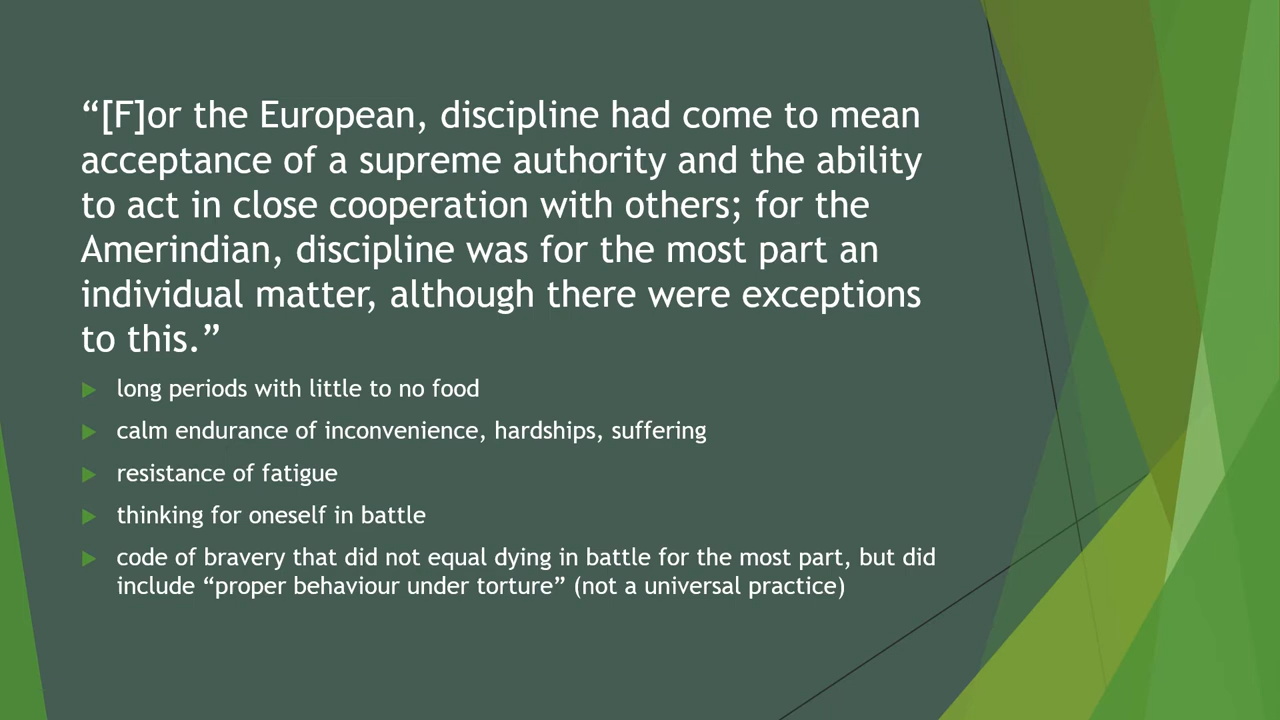 “[F]or the European, discipline had come to mean
acceptance of a supreme authority and the ability
to act in close cooperation with others; for the
Amerindian, discipline was for the most part an
individual matter, although there were exceptions
to this.”
long periods with little to no food
calm endurance of inconvenience, hardships, suffering
resistance of fatigue
thinking for oneself in battle
code of bravery that did not equal dying in battle for the most part, but did
include “proper behaviour under torture” (not a universal practice)